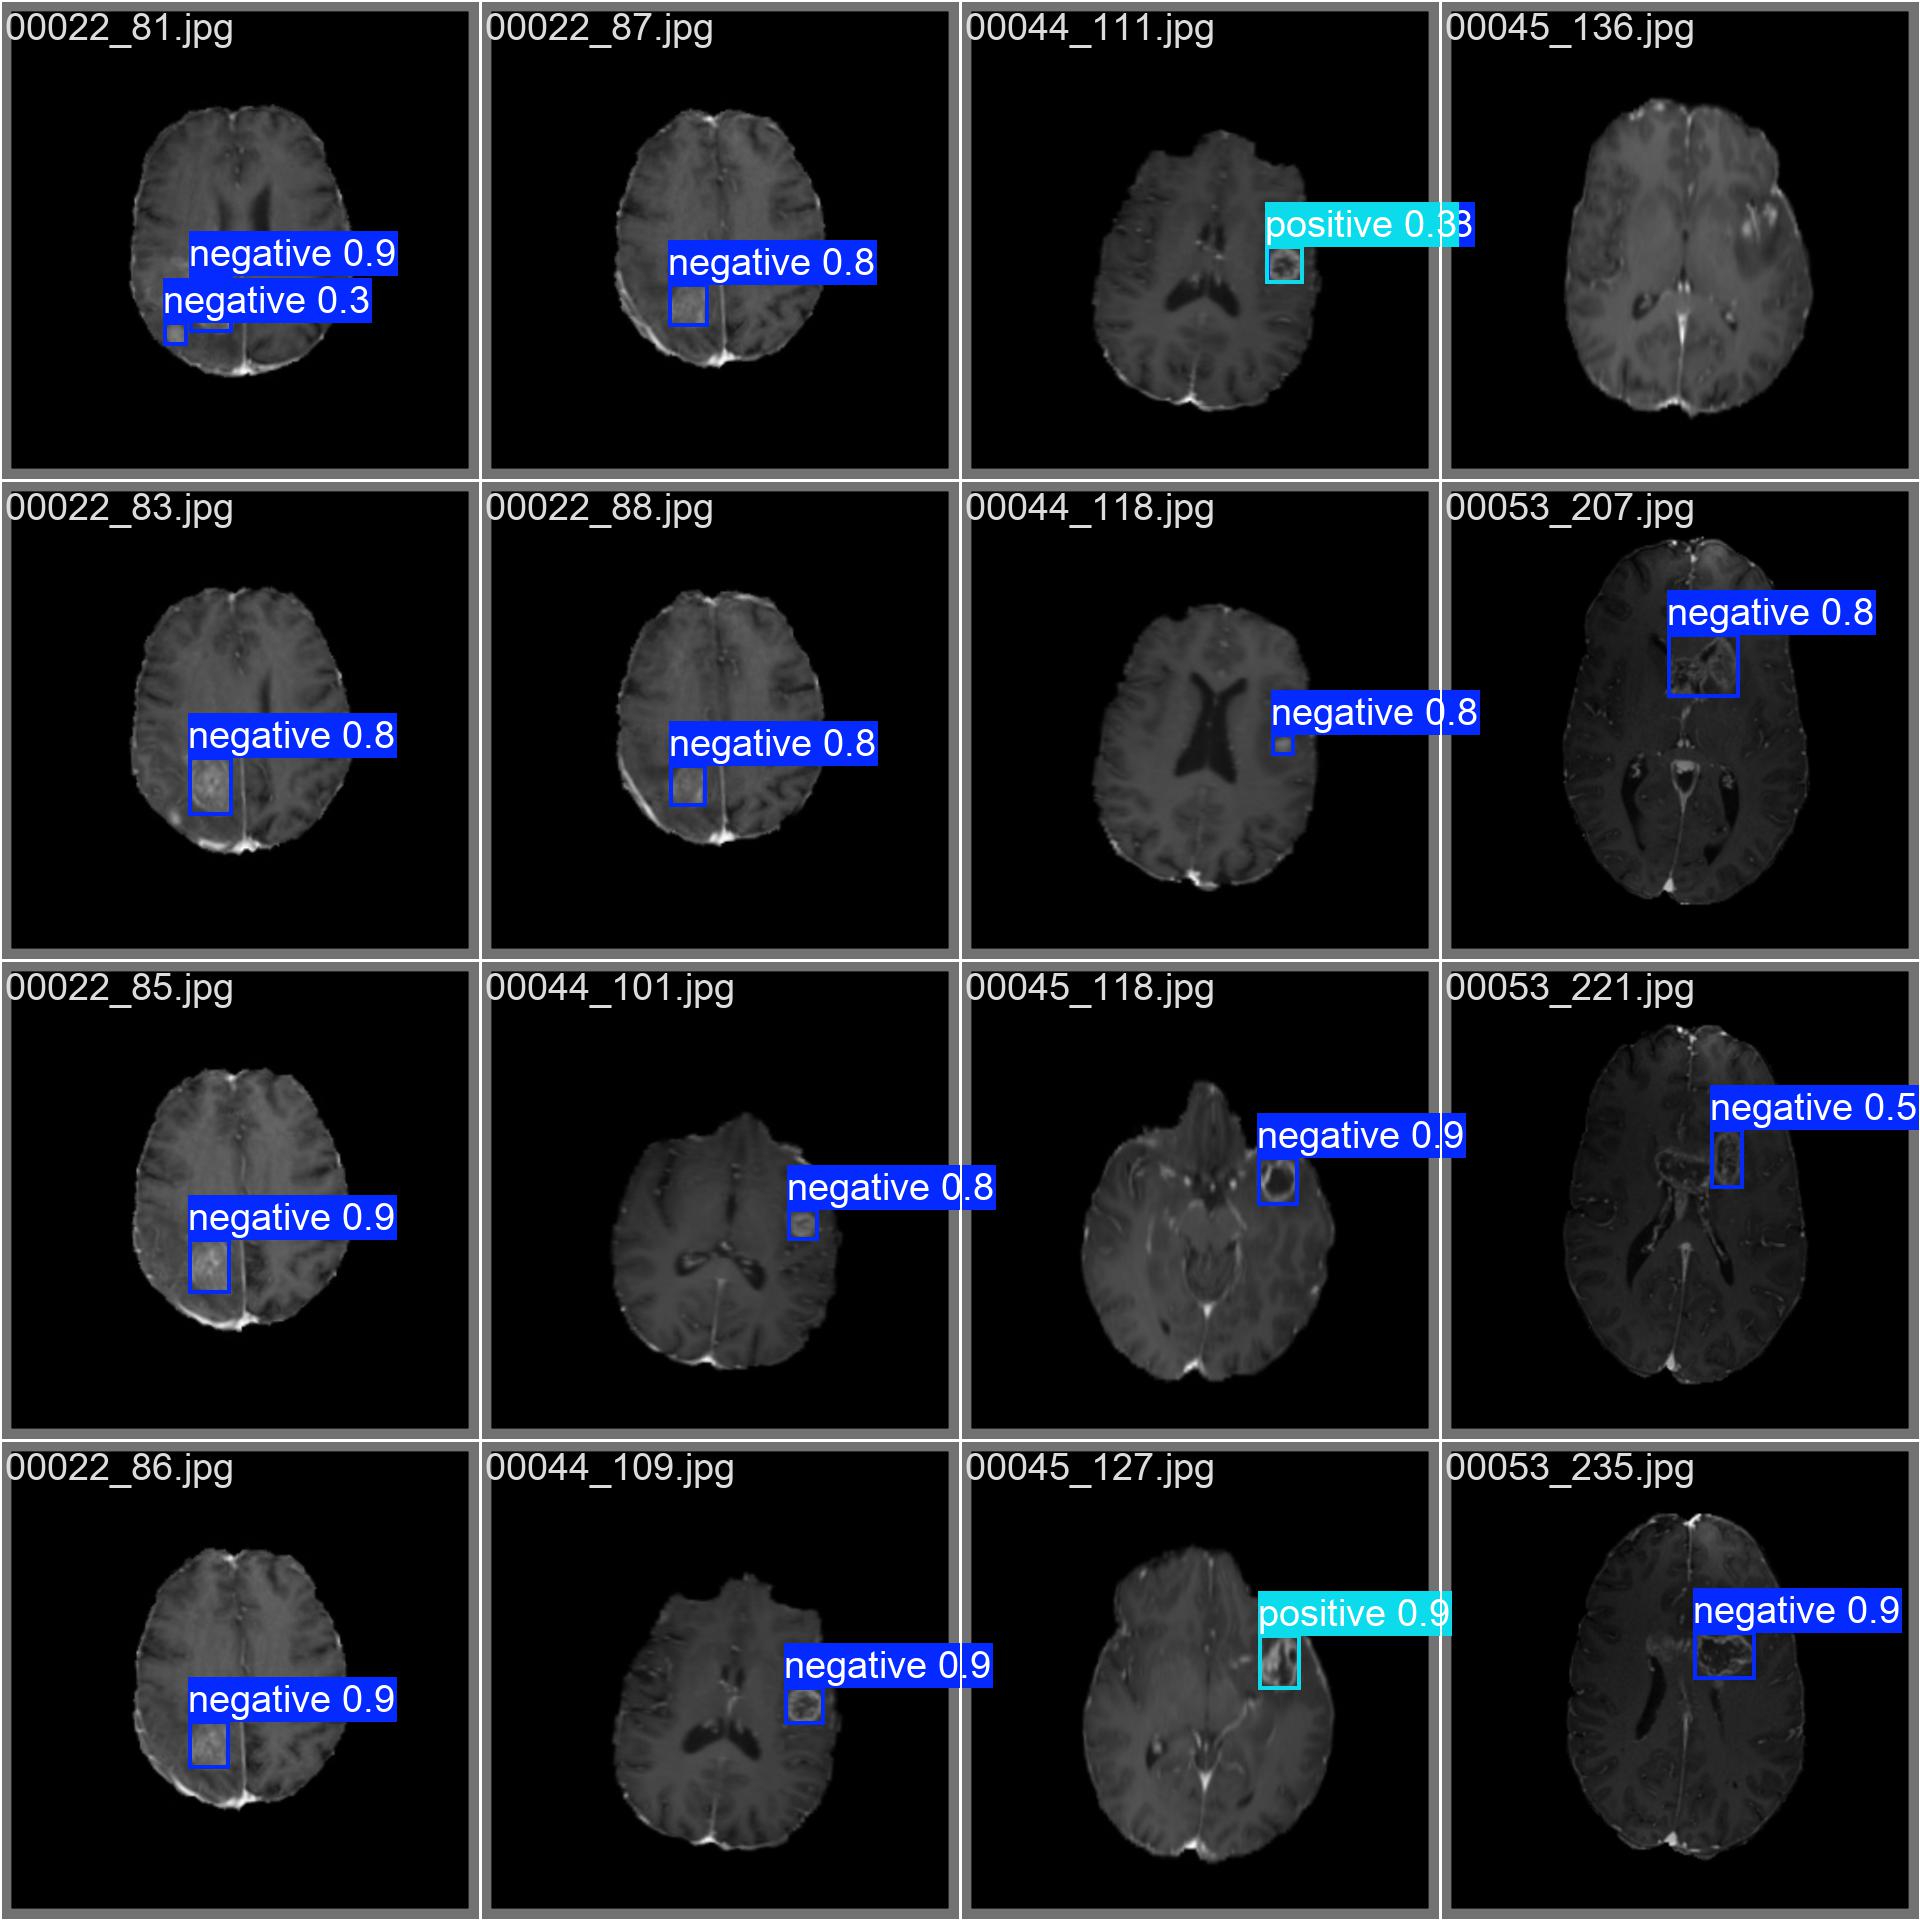 00022_81.jpg
negative 0.9
negative 0.3
00022_87.jpg
negative 0.8
00044_111.jpg
positive 0.3
00045_136.jpg
00022_83.jpg
negative 0.8
00022_88.jpg
negative 0.8
00044_118.jpg
negative 0.8
00053_207.jpg
negative 0.8
00022_85.jpg
negative 0.9
00044_101.jpg
negative 0.8
00045_118.jpg
negative 0.9
00053_221.jpg
negative 0.5
00022_86.jpg
negative 0.9
00044_109.jpg
negative 0.9
00045_127.jpg
positive 0.9
00053_235.jpg
negative 0.9